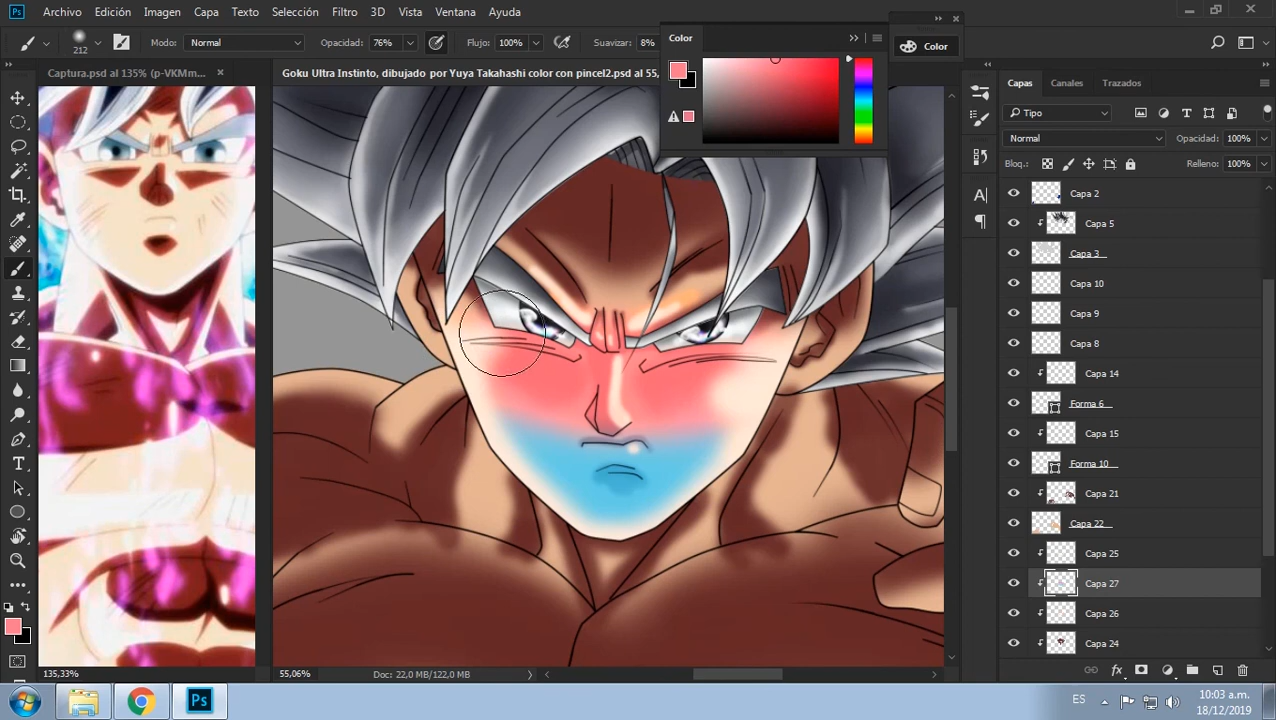 Ps Archivo Edición Imagen Capa Texto Selección Filtro 3D Vista Ventana Ayuda
212 Modo: Normal Opacidad: 76% Flujo: 100% Suavizar: 8%
Color
Color
Captura.psd al 135% (p-VKMm... ×
Goku Ultra Instinto, dibujado por Yuya Takahashi color con pincel2.psd al 55,
Capas Canales Trazados
Tipo
Normal Opacidad: 100%
Bloq.: Relleno: 100%
Capa 2
Capa 5
Capa 3
Capa 10
Capa 9
Capa 8
Capa 14
Forma 6
Capa 15
Forma 10
Capa 21
Capa 22
Capa 25
Capa 27
Capa 26
Capa 24
fx
135,33%
55,06% Doc: 22,0 MB/122,0 MB
Ps
ES
10:03 a.m.
18/12/2019